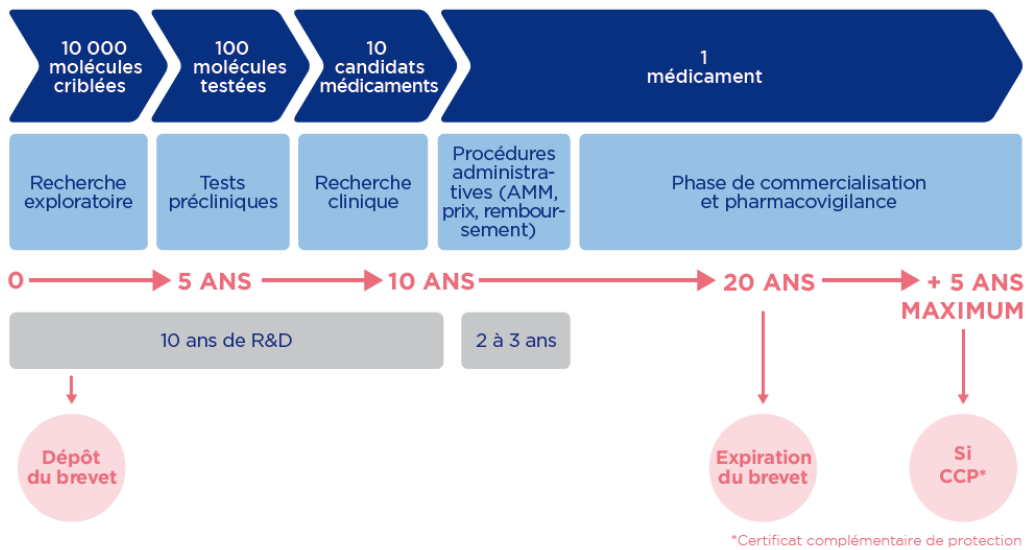 10 000
molécules
criblées
100
molécules
testées
10
candidats
médicaments
1
médicament
Recherche
exploratoire
Tests
précliniques
Recherche
clinique
Procédures
administra-
tives (AMM,
prix, rembour-
sement)
Phase de commercialisation
et pharmacovigilance
0
5 ANS
10 ANS
20 ANS
+ 5 ANS
MAXIMUM
10 ans de R&D
2 à 3 ans
Dépôt
du brevet
Expiration
du brevet
Si
CCP*
*Certificat complémentaire de protection